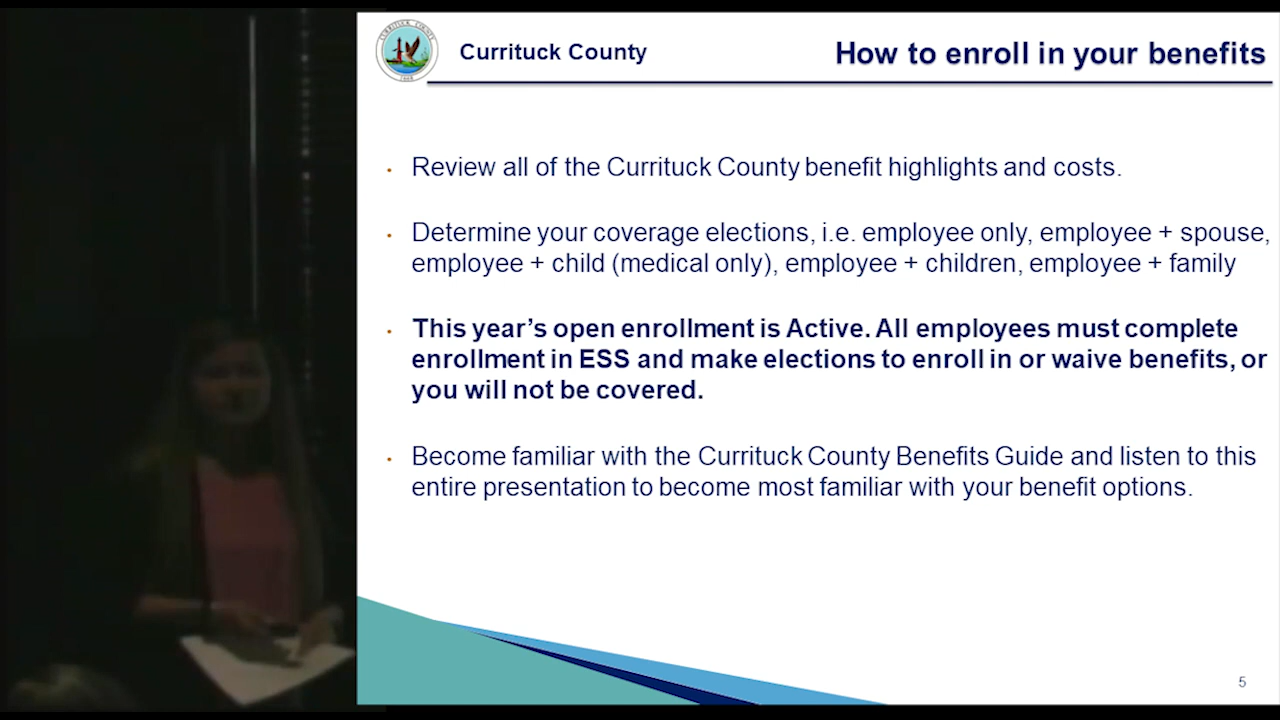 CURRITUCK COUNTY
Currituck County
How to enroll in your benefits
• Review all of the Currituck County benefit highlights and costs.
• Determine your coverage elections, i.e. employee only, employee + spouse,
employee + child (medical only), employee + children, employee + family
• This year’s open enrollment is Active. All employees must complete
enrollment in ESS and make elections to enroll in or waive benefits, or
you will not be covered.
• Become familiar with the Currituck County Benefits Guide and listen to this
entire presentation to become most familiar with your benefit options.
5